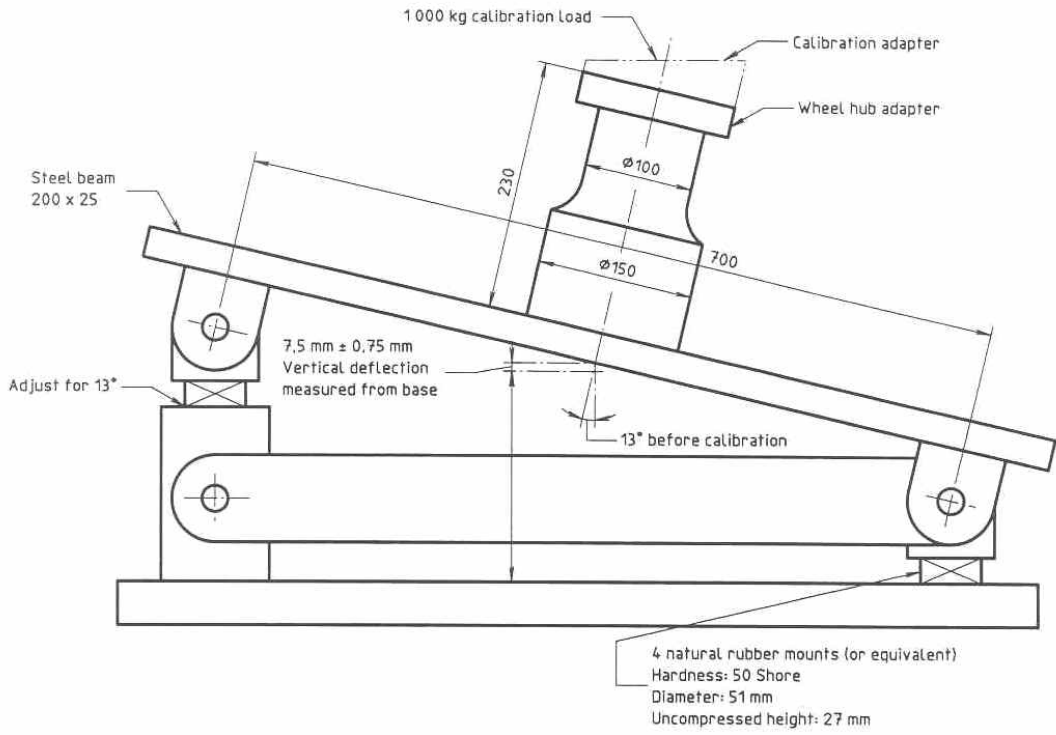 1 000 kg calibration load
Calibration adapter
Wheel hub adapter
230
ø100
Steel beam
200 x 25
700
ø150
7,5 mm ± 0,75 mm
Vertical deflection
measured from base
Adjust for 13°
13° before calibration
4 natural rubber mounts (or equivalent)
Hardness: 50 Shore
Diameter: 51 mm
Uncompressed height: 27 mm